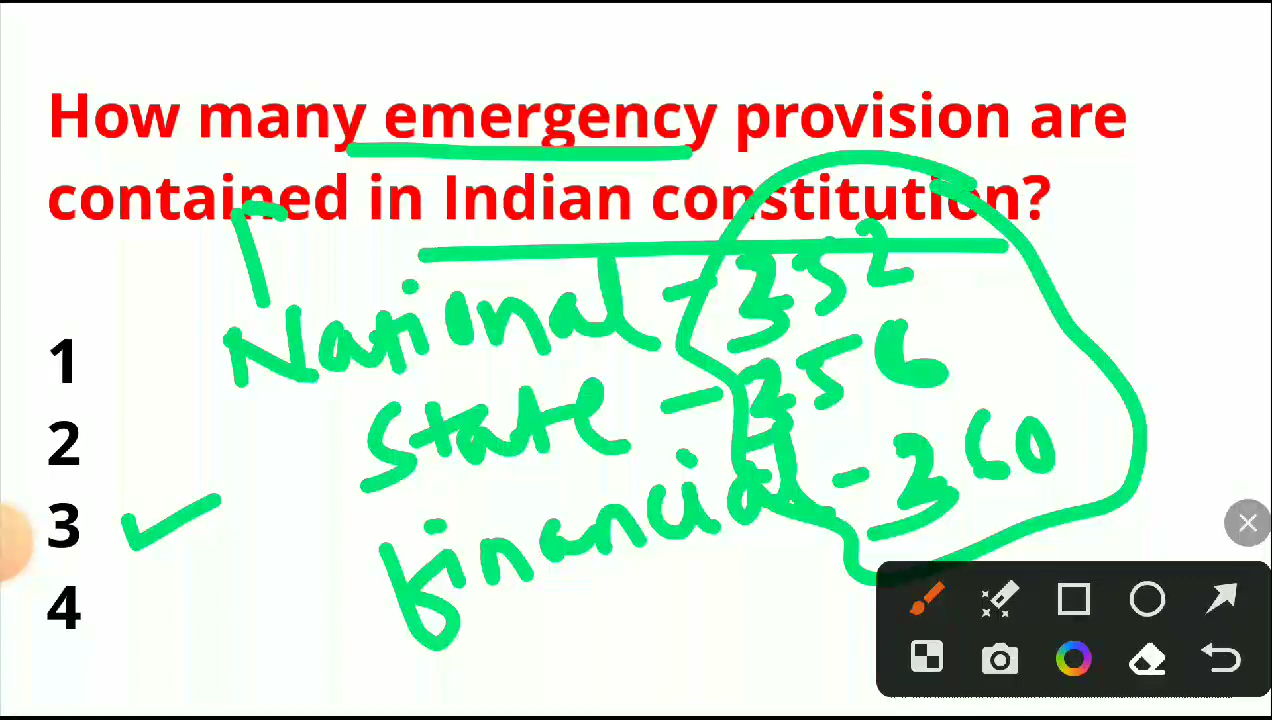 How many emergency provision are
contained in Indian constitution?
National - 352
1
State - 356
2
financial - 360
3
4